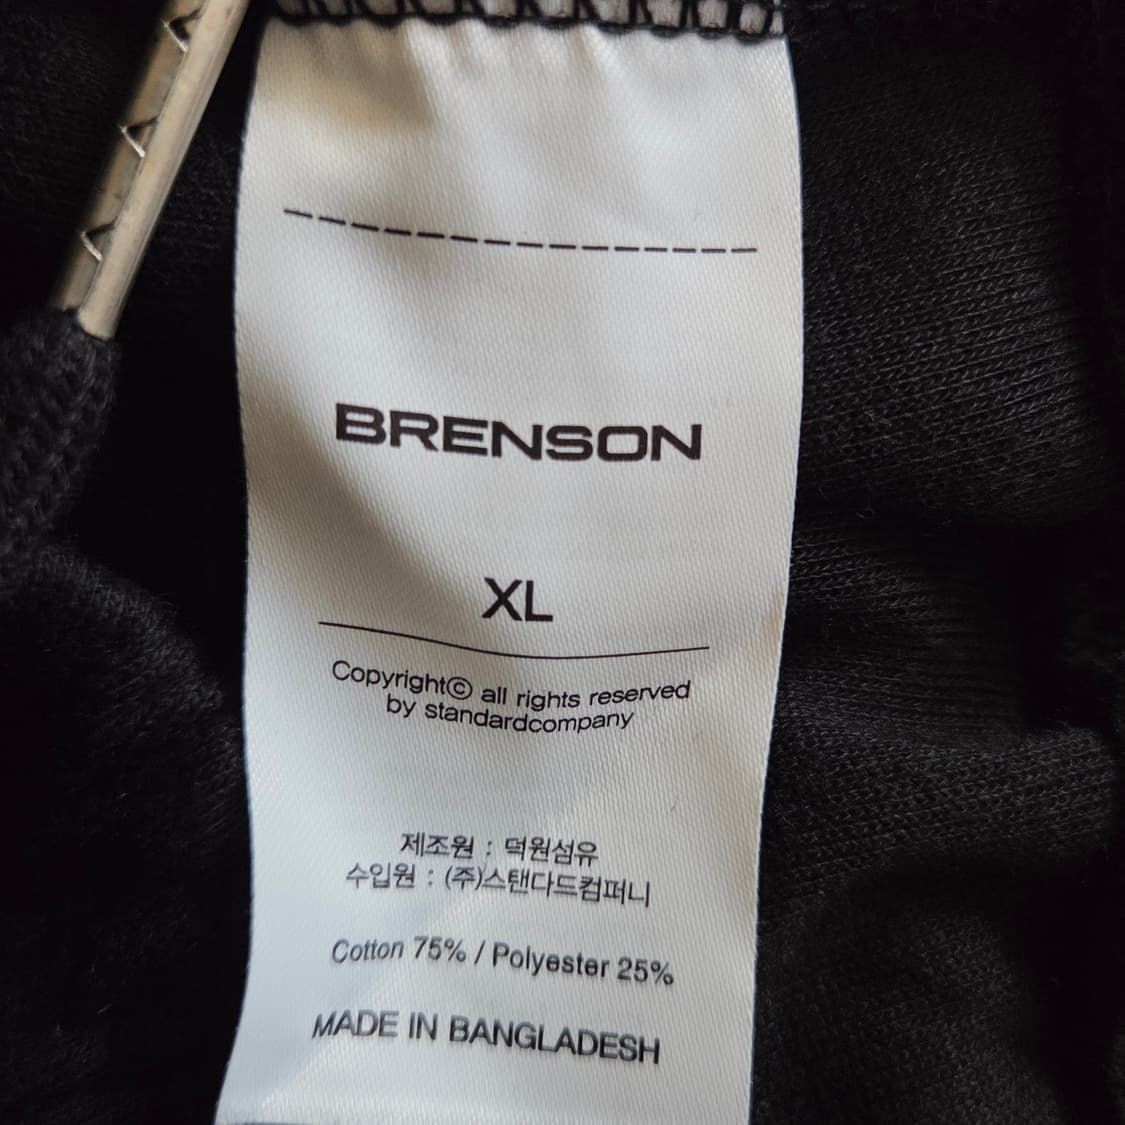 BRENSON
XL
Copyright© all rights reserved
by standardcompany
제조원 : 덕원섬유
수입원 : (주)스탠다드컴퍼니
Cotton 75% / Polyester 25%
MADE IN BANGLADESH